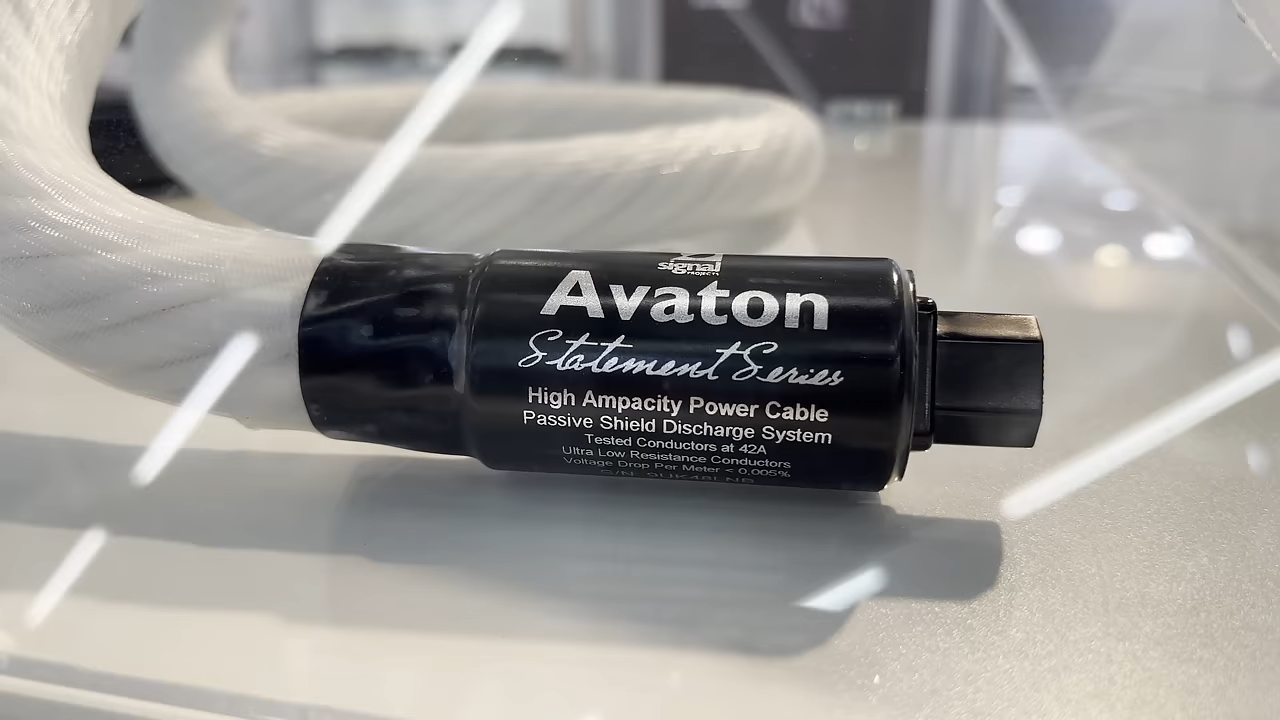 signal
PROJECTS
Avaton
Statement Series
High Ampacity Power Cable
Passive Shield Discharge System
Tested Conductors at 42A
Ultra Low Resistance Conductors
Voltage Drop Per Meter < 0,005%